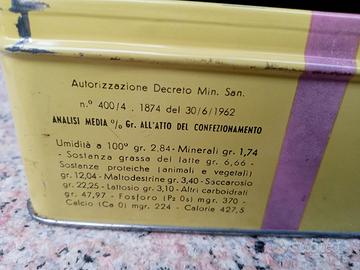 Autorizzazione Decreto Min. San.
n.º 400/4 . 1874 del 30/6/1962
ANALISI MEDIA % Gr. ALL'ATTO DEL CONFEZIONAMENTO
Umidità a 100° gr. 2,84 - Minerali gr. 1,74
- Sostanza grassa del latte gr. 6,66 -
Sostanze proteiche (animali e vegetali)
gr. 12,04 - Maltodestrine gr. 3,40 - Saccarosio
gr. 22,25 - Lattosio gr. 3,10 - Altri carboidrati
gr. 47,97 - Fosforo (P2 05) mgr. 370 -
Calcio (Ca 0) mgr. 224 - Calorie 427,5